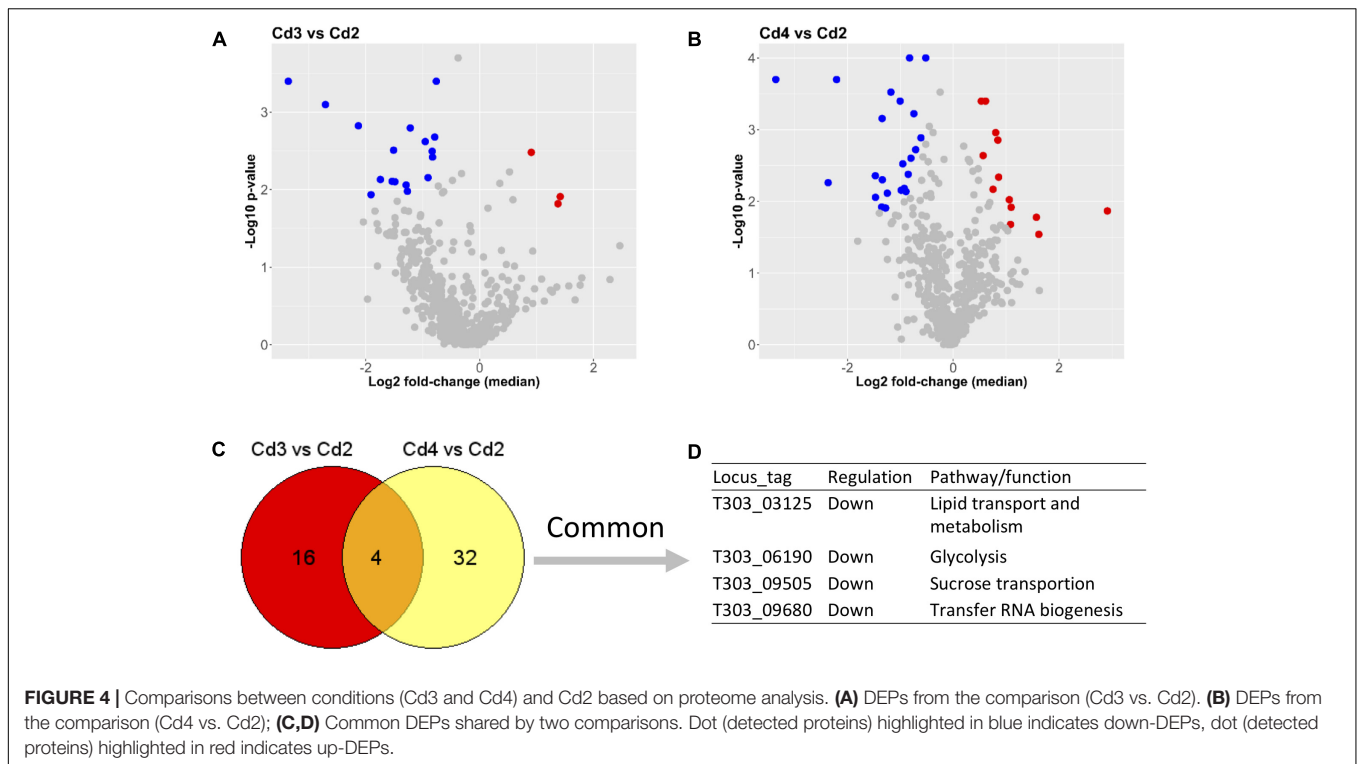 A
Cd3 vs Cd2
3
2
1
0
-Log10 p-value
-2
0
2
Log2 fold-change (median)
B
Cd4 vs Cd2
4
3
2
1
0
-Log10 p-value
-2
0
2
Log2 fold-change (median)
C
Cd3 vs Cd2
Cd4 vs Cd2
16
4
32
Common
D
Locus_tag Regulation Pathway/function
T303_03125 Down Lipid transport and
metabolism
T303_06190 Down Glycolysis
T303_09505 Down Sucrose transportion
T303_09680 Down Transfer RNA biogenesis
FIGURE 4 | Comparisons between conditions (Cd3 and Cd4) and Cd2 based on proteome analysis. (A) DEPs from the comparison (Cd3 vs. Cd2). (B) DEPs from
the comparison (Cd4 vs. Cd2); (C,D) Common DEPs shared by two comparisons. Dot (detected proteins) highlighted in blue indicates down-DEPs, dot (detected
proteins) highlighted in red indicates up-DEPs.